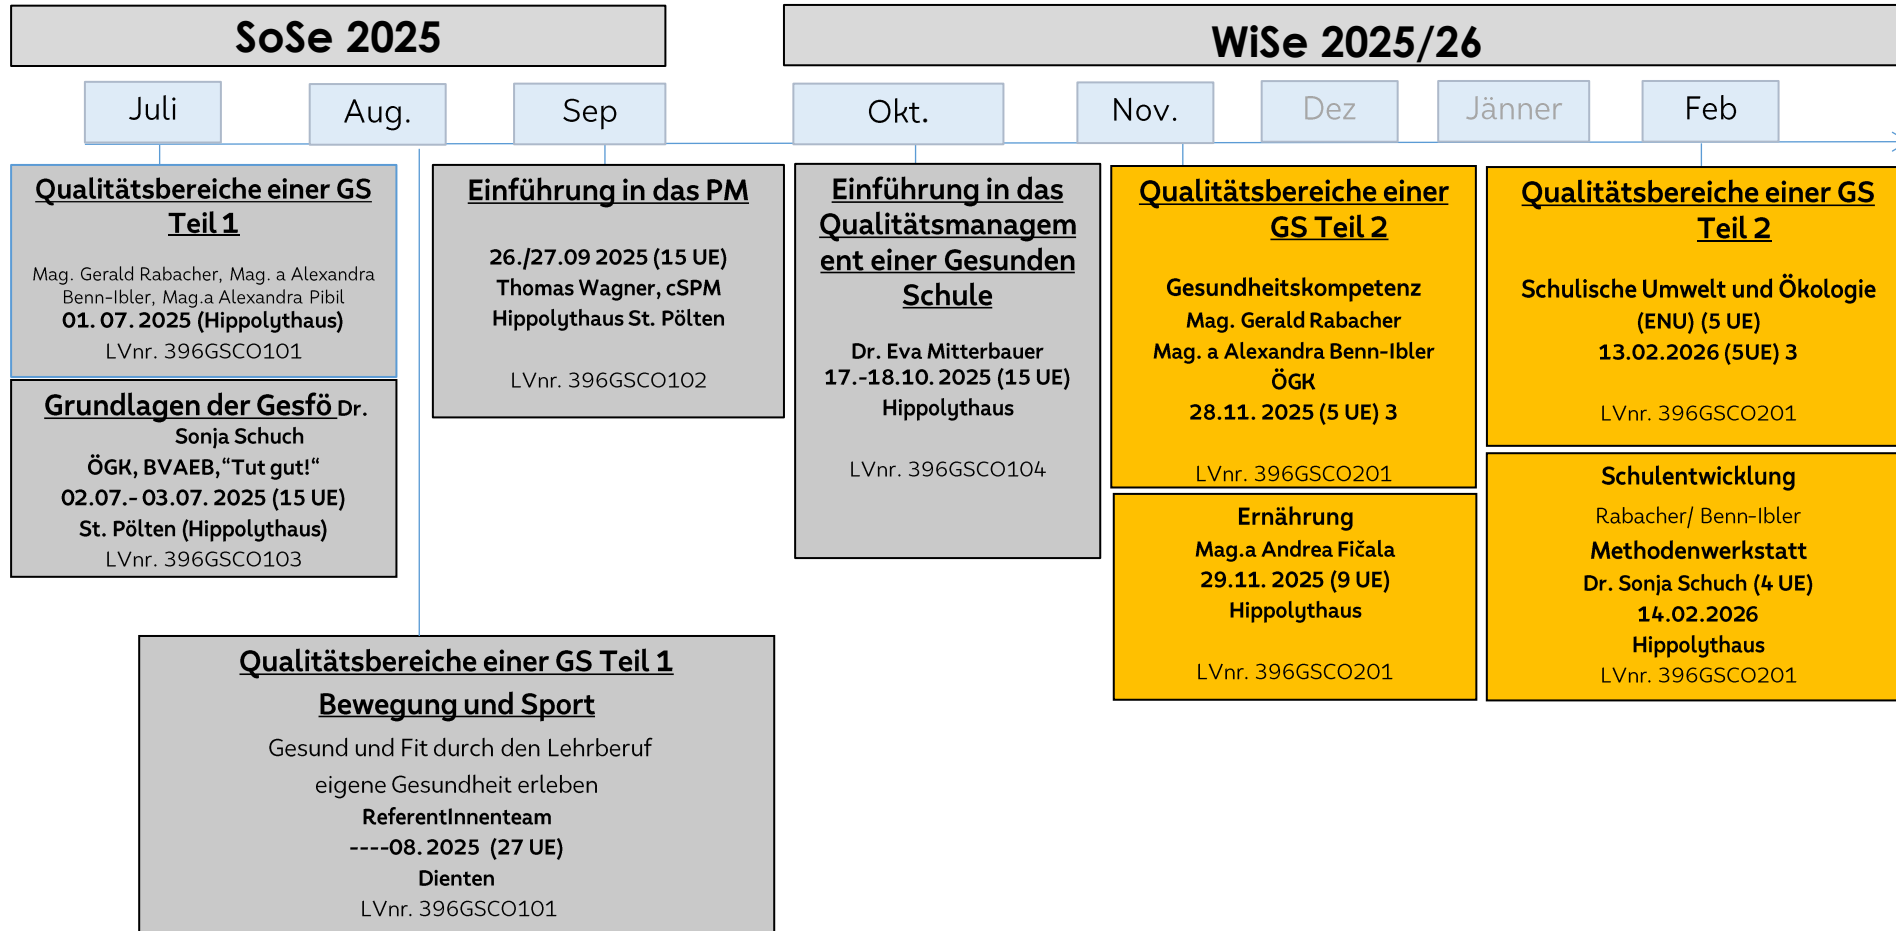 SoSe 2025
WiSe 2025/26
Juli
Aug.
Sep
Okt.
Nov.
Dez
Jänner
Feb
Qualitätsbereiche einer GS
Teil 1
Mag. Gerald Rabacher, Mag. a Alexandra
Benn-Ibler, Mag.a Alexandra Pibil
01. 07. 2025 (Hippolythaus)
LVnr. 396GSCO101
Grundlagen der Gesfö Dr.
Sonja Schuch
ÖGK, BVAEB,“Tut gut!“
02.07.- 03.07. 2025 (15 UE)
St. Pölten (Hippolythaus)
LVnr. 396GSCO103
Qualitätsbereiche einer GS Teil 1
Bewegung und Sport
Gesund und Fit durch den Lehrberuf
eigene Gesundheit erleben
ReferentInnenteam
----08. 2025 (27 UE)
Dienten
LVnr. 396GSCO101
Einführung in das PM
26./27.09 2025 (15 UE)
Thomas Wagner, cSPM
Hippolythaus St. Pölten
LVnr. 396GSCO102
Einführung in das
Qualitätsmanagem
ent einer Gesunden
Schule
Dr. Eva Mitterbauer
17.-18.10. 2025 (15 UE)
Hippolythaus
LVnr. 396GSCO104
Qualitätsbereiche einer
GS Teil 2
Gesundheitskompetenz
Mag. Gerald Rabacher
Mag. a Alexandra Benn-Ibler
ÖGK
28.11. 2025 (5 UE) 3
LVnr. 396GSCO201
Ernährung
Mag.a Andrea Fičala
29.11. 2025 (9 UE)
Hippolythaus
LVnr. 396GSCO201
Qualitätsbereiche einer GS
Teil 2
Schulische Umwelt und Ökologie
(ENU) (5 UE)
13.02.2026 (5UE) 3
LVnr. 396GSCO201
Schulentwicklung
Rabacher/ Benn-Ibler
Methodenwerkstatt
Dr. Sonja Schuch (4 UE)
14.02.2026
Hippolythaus
LVnr. 396GSCO201